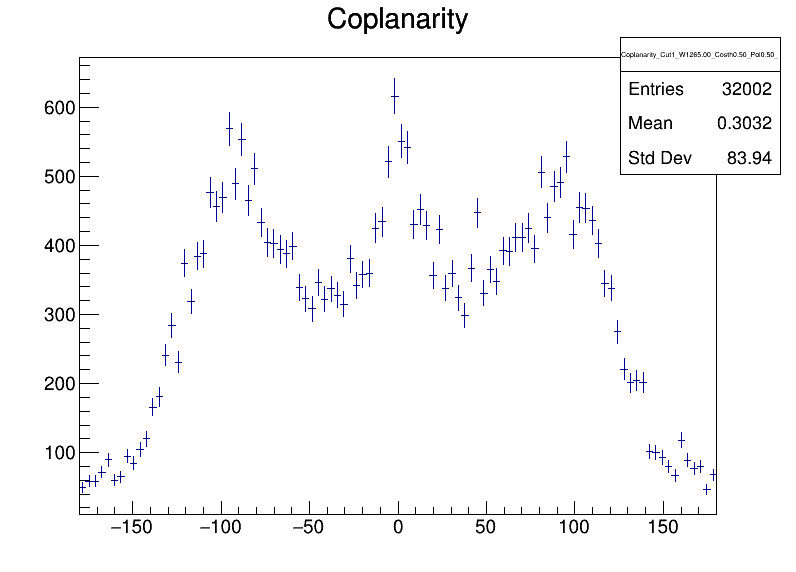 Coplanarity
Coplanarity_Cut1_W1265.00_Costh0.50_Pol0.50_
Entries 32002
Mean 0.3032
Std Dev 83.94
600
500
400
300
200
100
−150 −100 −50 0 50 100 150